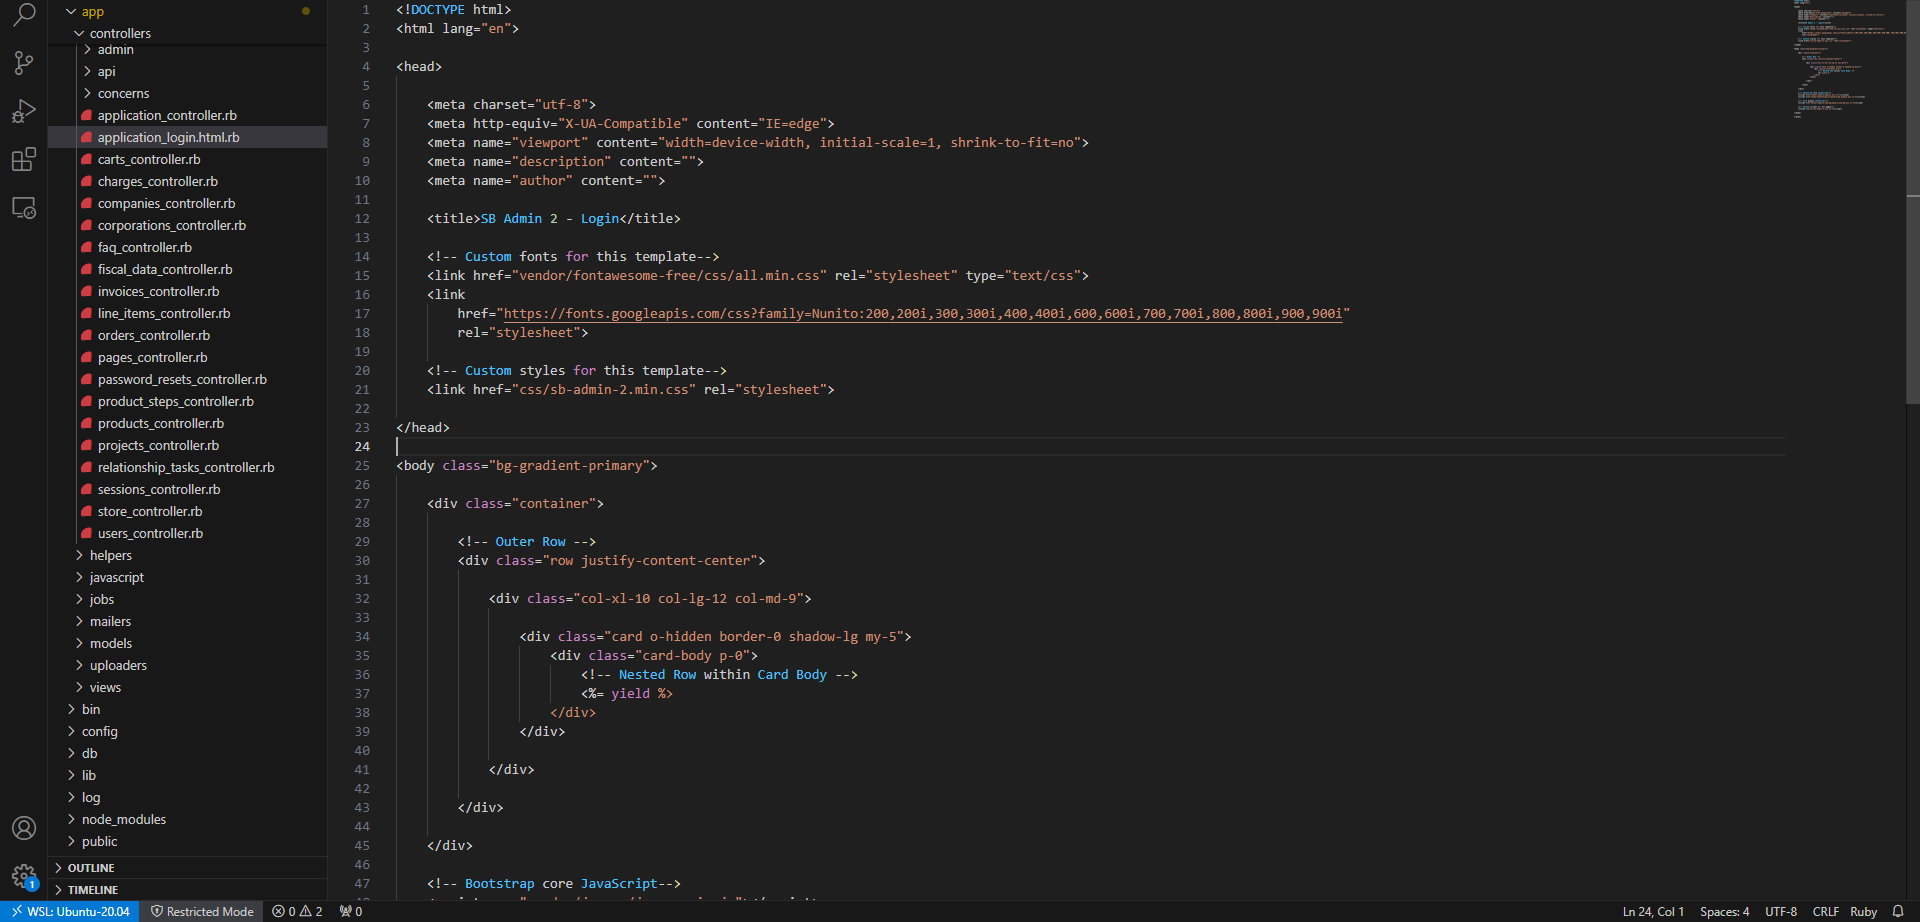 app
controllers
admin
api
concerns
application_controller.rb
application_login.html.rb
carts_controller.rb
charges_controller.rb
companies_controller.rb
corporations_controller.rb
faq_controller.rb
fiscal_data_controller.rb
invoices_controller.rb
line_items_controller.rb
orders_controller.rb
pages_controller.rb
password_resets_controller.rb
product_steps_controller.rb
products_controller.rb
projects_controller.rb
relationship_tasks_controller.rb
sessions_controller.rb
store_controller.rb
users_controller.rb
helpers
javascript
jobs
mailers
models
uploaders
views
bin
config
db
lib
log
node_modules
public
OUTLINE
TIMELINE
1 <!DOCTYPE html>
2 <html lang="en">
3
4 <head>
5
6 <meta charset="utf-8">
7 <meta http-equiv="X-UA-Compatible" content="IE=edge">
8 <meta name="viewport" content="width=device-width, initial-scale=1, shrink-to-fit=no">
9 <meta name="description" content="">
10 <meta name="author" content="">
11
12 <title>SB Admin 2 - Login</title>
13
14 <!-- Custom fonts for this template-->
15 <link href="vendor/fontawesome-free/css/all.min.css" rel="stylesheet" type="text/css">
16 <link
17 href="https://fonts.googleapis.com/css?family=Nunito:200,200i,300,300i,400,400i,600,600i,700,700i,800,800i,900,900i"
18 rel="stylesheet">
19
20 <!-- Custom styles for this template-->
21 <link href="css/sb-admin-2.min.css" rel="stylesheet">
22
23 </head>
24
25 <body class="bg-gradient-primary">
26
27 <div class="container">
28
29 <!-- Outer Row -->
30 <div class="row justify-content-center">
31
32 <div class="col-xl-10 col-lg-12 col-md-9">
33
34 <div class="card o-hidden border-0 shadow-lg my-5">
35 <div class="card-body p-0">
36 <!-- Nested Row within Card Body -->
37 <%= yield %>
38 </div>
39 </div>
40
41 </div>
42
43 </div>
44
45 </div>
46
47 <!-- Bootstrap core JavaScript-->
1
WSL: Ubuntu-20.04 Restricted Mode 0 2 0 Ln 24, Col 1 Spaces: 4 UTF-8 CRLF Ruby